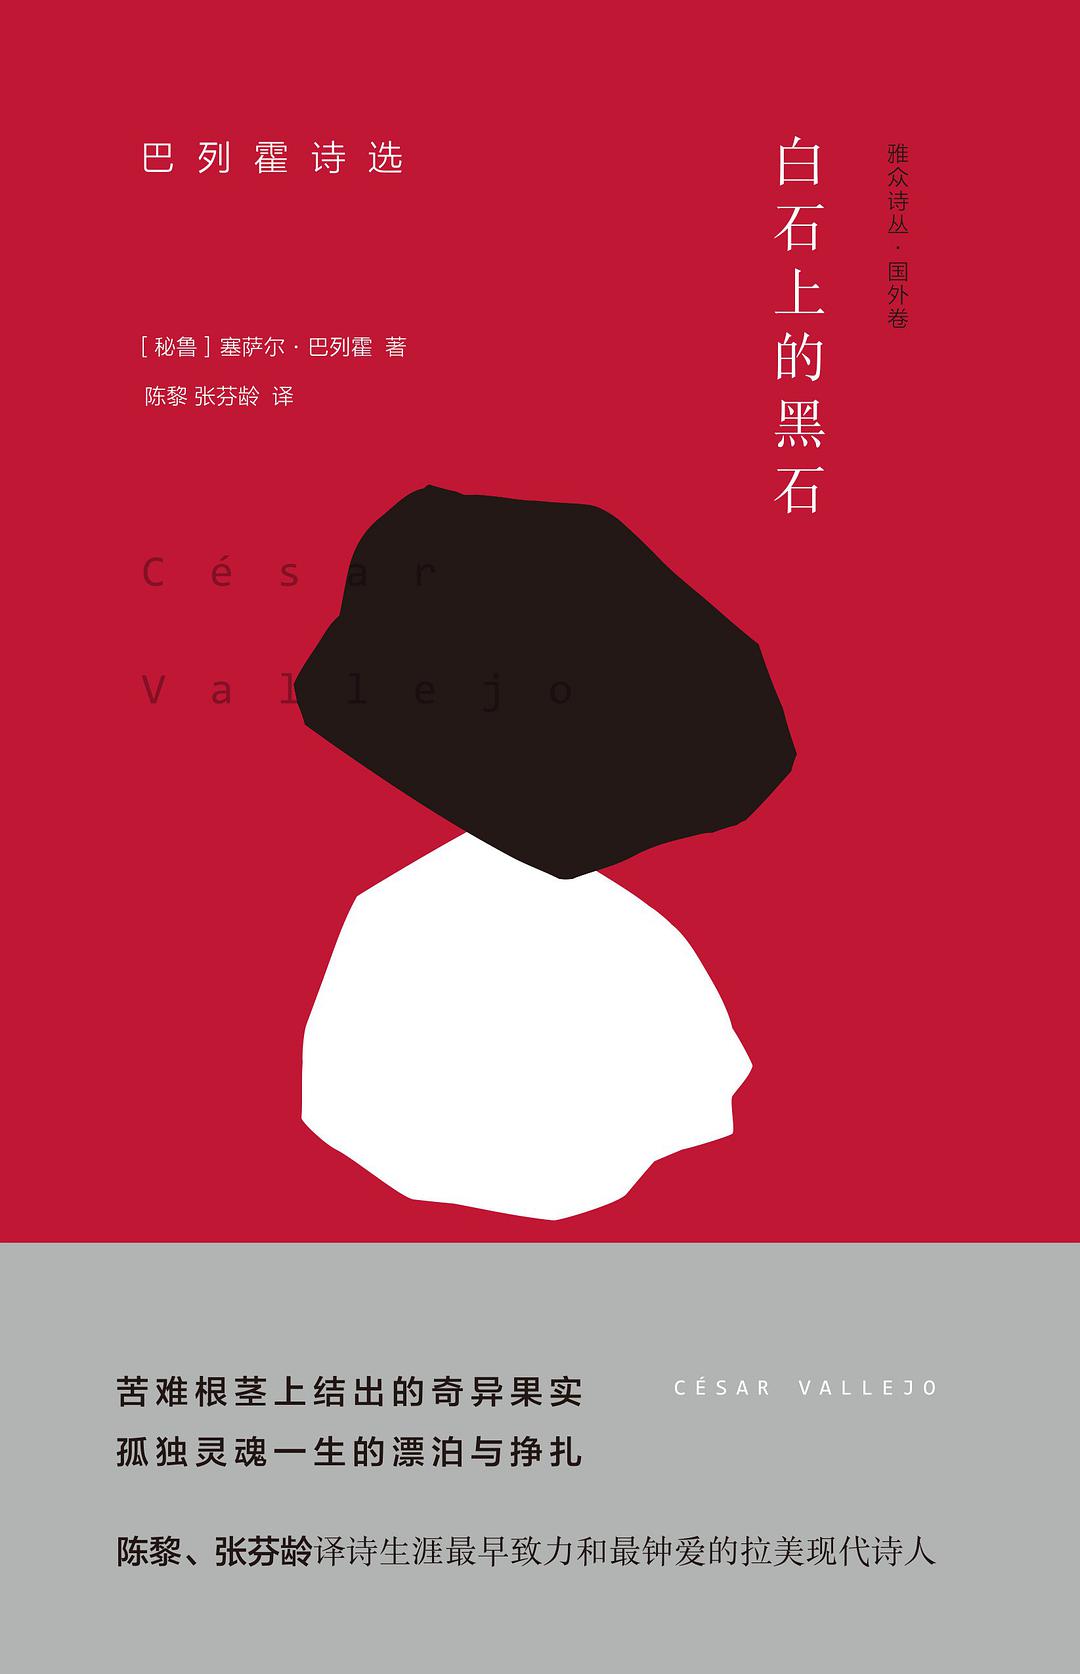 巴列霍诗选
白石上的黑石
雅众诗丛·国外卷
[秘鲁]塞萨尔·巴列霍 著
陈黎 张芬龄 译
César
Vallejo
苦难根茎上结出的奇异果实
CÉSAR VALLEJO
孤独灵魂一生的漂泊与挣扎
陈黎、张芬龄译诗生涯最早致力和最钟爱的拉美现代诗人